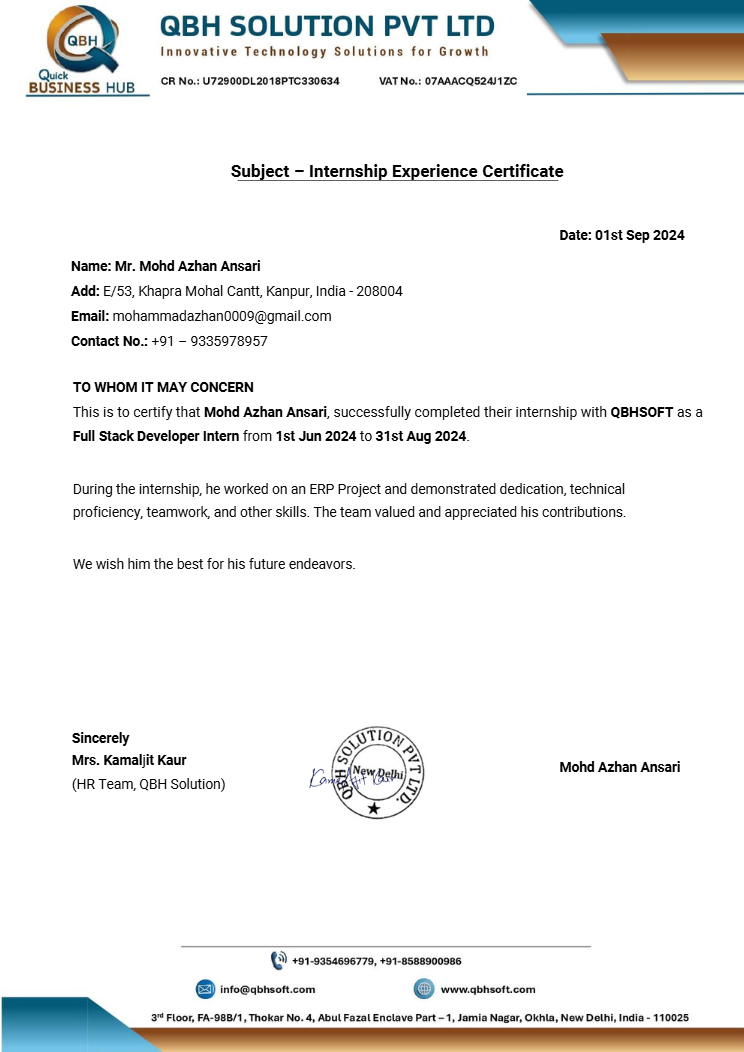 QBH
Quick
BUSINESS HUB
QBH SOLUTION PVT LTD
Innovative Technology Solutions for Growth
CR No.: U72900DL2018PTC330634 VAT No.: 07AAACQ524J1ZC
Subject – Internship Experience Certificate
Date: 01st Sep 2024
Name: Mr. Mohd Azhan Ansari
Add: E/53, Khapra Mohal Cantt, Kanpur, India - 208004
Email: mohammadazhan0009@gmail.com
Contact No.: +91 – 9335978957
TO WHOM IT MAY CONCERN
This is to certify that Mohd Azhan Ansari, successfully completed their internship with QBHSOFT as a
Full Stack Developer Intern from 1st Jun 2024 to 31st Aug 2024.
During the internship, he worked on an ERP Project and demonstrated dedication, technical
proficiency, teamwork, and other skills. The team valued and appreciated his contributions.
We wish him the best for his future endeavors.
Sincerely
Mrs. Kamaljit Kaur
(HR Team, QBH Solution)
QBH SOLUTION PVT LTD.
New Delhi
Mohd Azhan Ansari
+91-9354696779, +91-8588900986
info@qbhsoft.com www.qbhsoft.com
3rd Floor, FA-98B/1, Thokar No. 4, Abul Fazal Enclave Part – 1, Jamia Nagar, Okhla, New Delhi, India - 110025